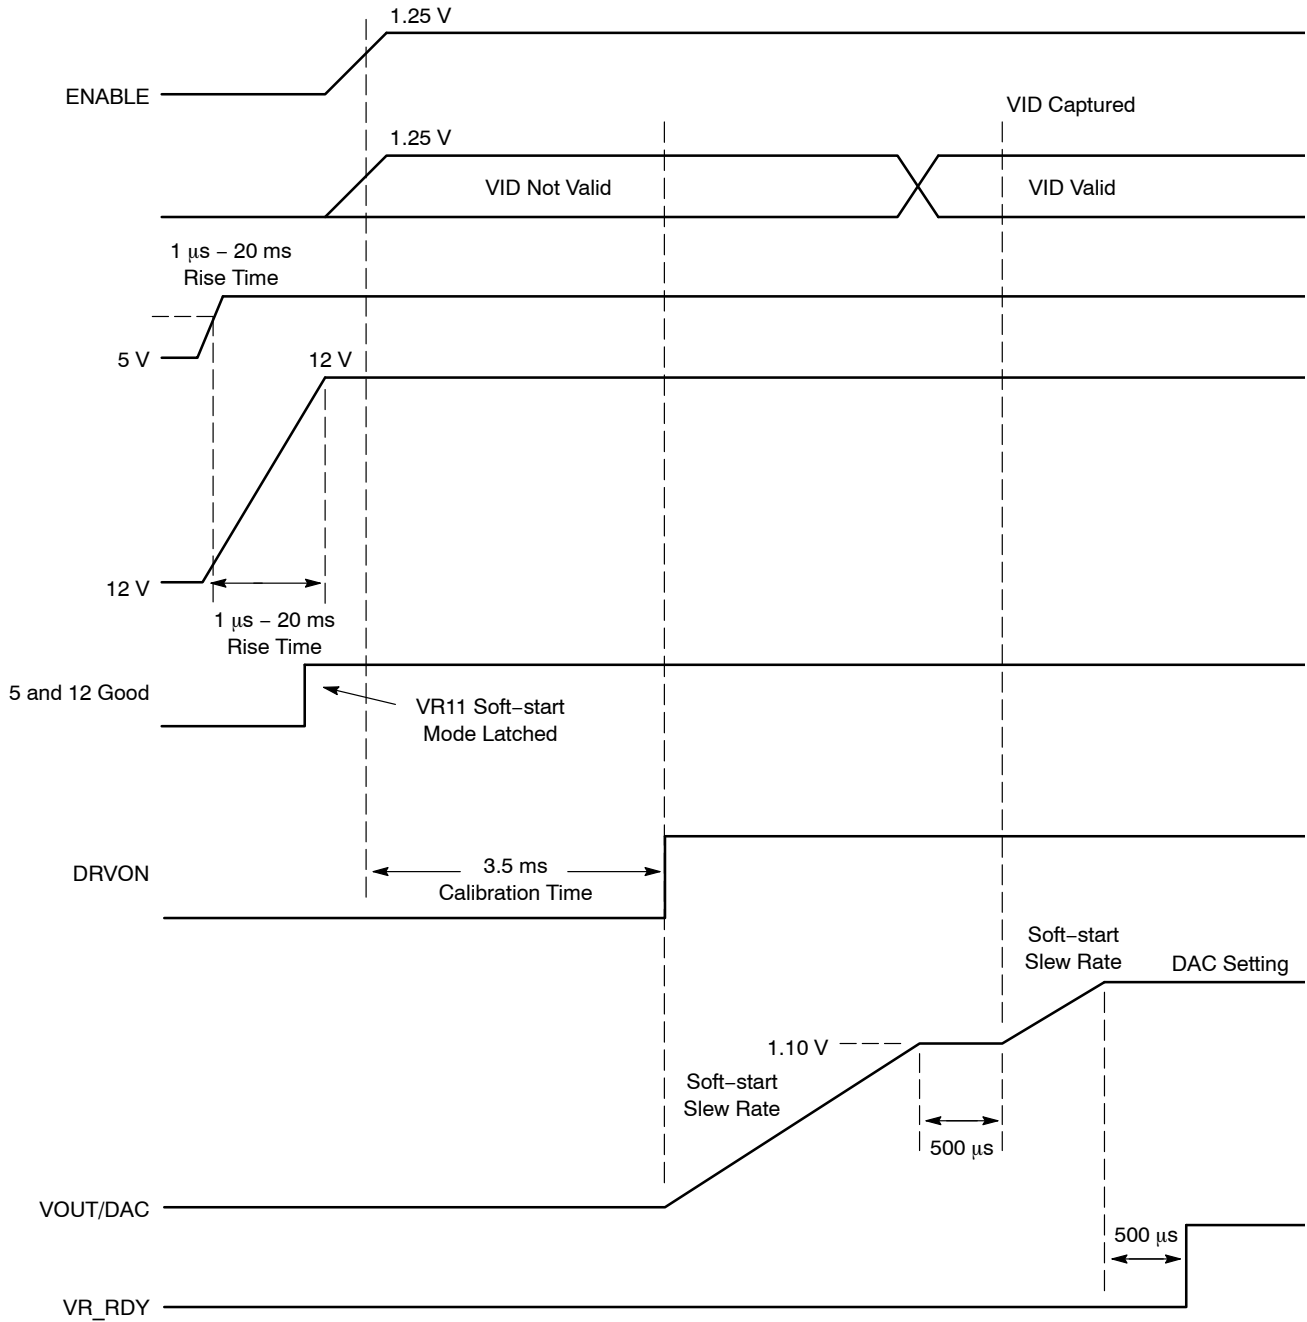 1.25 V
ENABLE
VID Captured
1.25 V
VID Not Valid
VID Valid
1 μs – 20 ms
Rise Time
5 V
12 V
12 V
1 μs – 20 ms
Rise Time
5 and 12 Good
VR11 Soft–start
Mode Latched
DRVON
3.5 ms
Calibration Time
Soft–start
Slew Rate
DAC Setting
1.10 V
Soft–start
Slew Rate
500 μs
VOUT/DAC
500 μs
VR_RDY